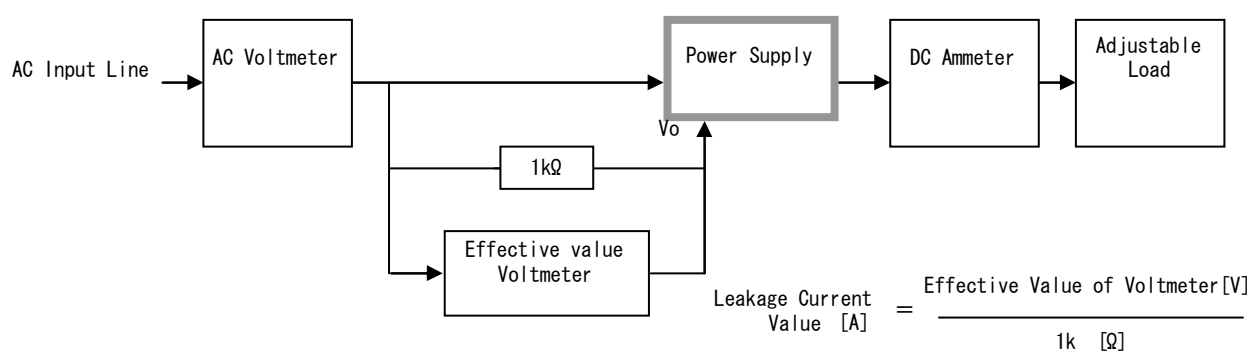 AC Input Line
AC Voltmeter
Power Supply
DC Ammeter
Adjustable
Load
Vo
1kΩ
Effective value
Voltmeter
Leakage Current
Value [A]
=
Effective Value of Voltmeter[V]
1k [Ω]